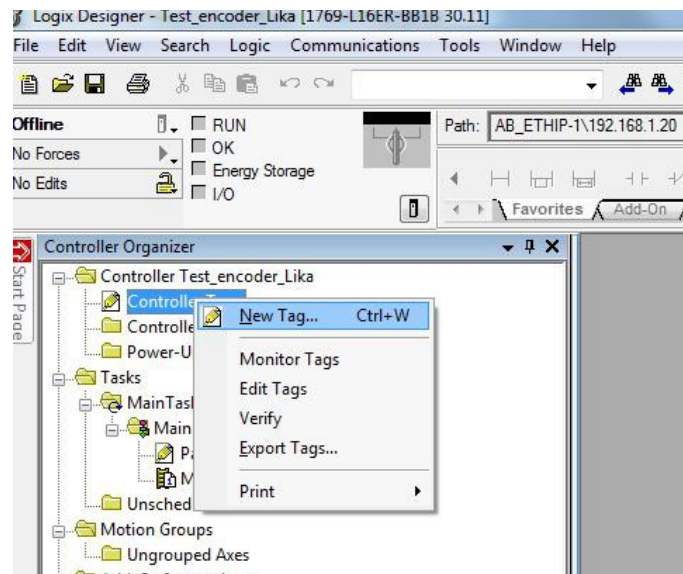 Logix Designer - Test_encoder_Lika [1769-L16ER-BB1B 30.11]
File Edit View Search Logic Communications Tools Window Help
Offline
RUN
Path: AB_ETHIP-1\192.168.1.20
No Forces
OK
Energy Storage
No Edits
I/O
Favorites Add-On
Start Page
Controller Organizer
Controller Test_encoder_Lika
New Tag... Ctrl+W
Monitor Tags
Power-U
Tasks
Edit Tags
Verify
Export Tags...
Print
Unsched
Motion Groups
Ungrouped Axes